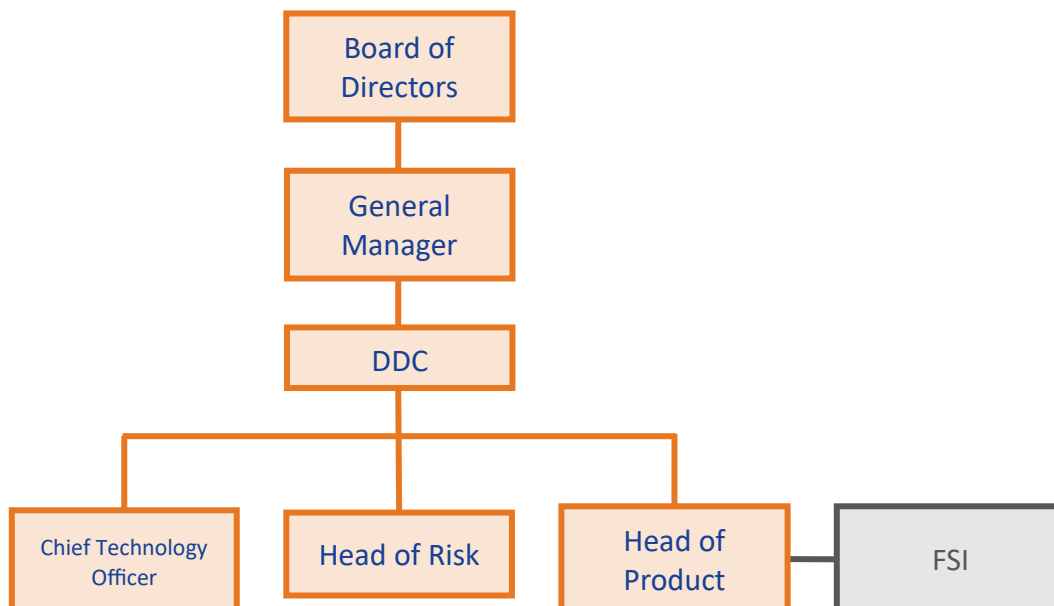 Board of
Directors
General
Manager
DDC
Chief Technology
Officer
Head of Risk
Head of
Product
FSI